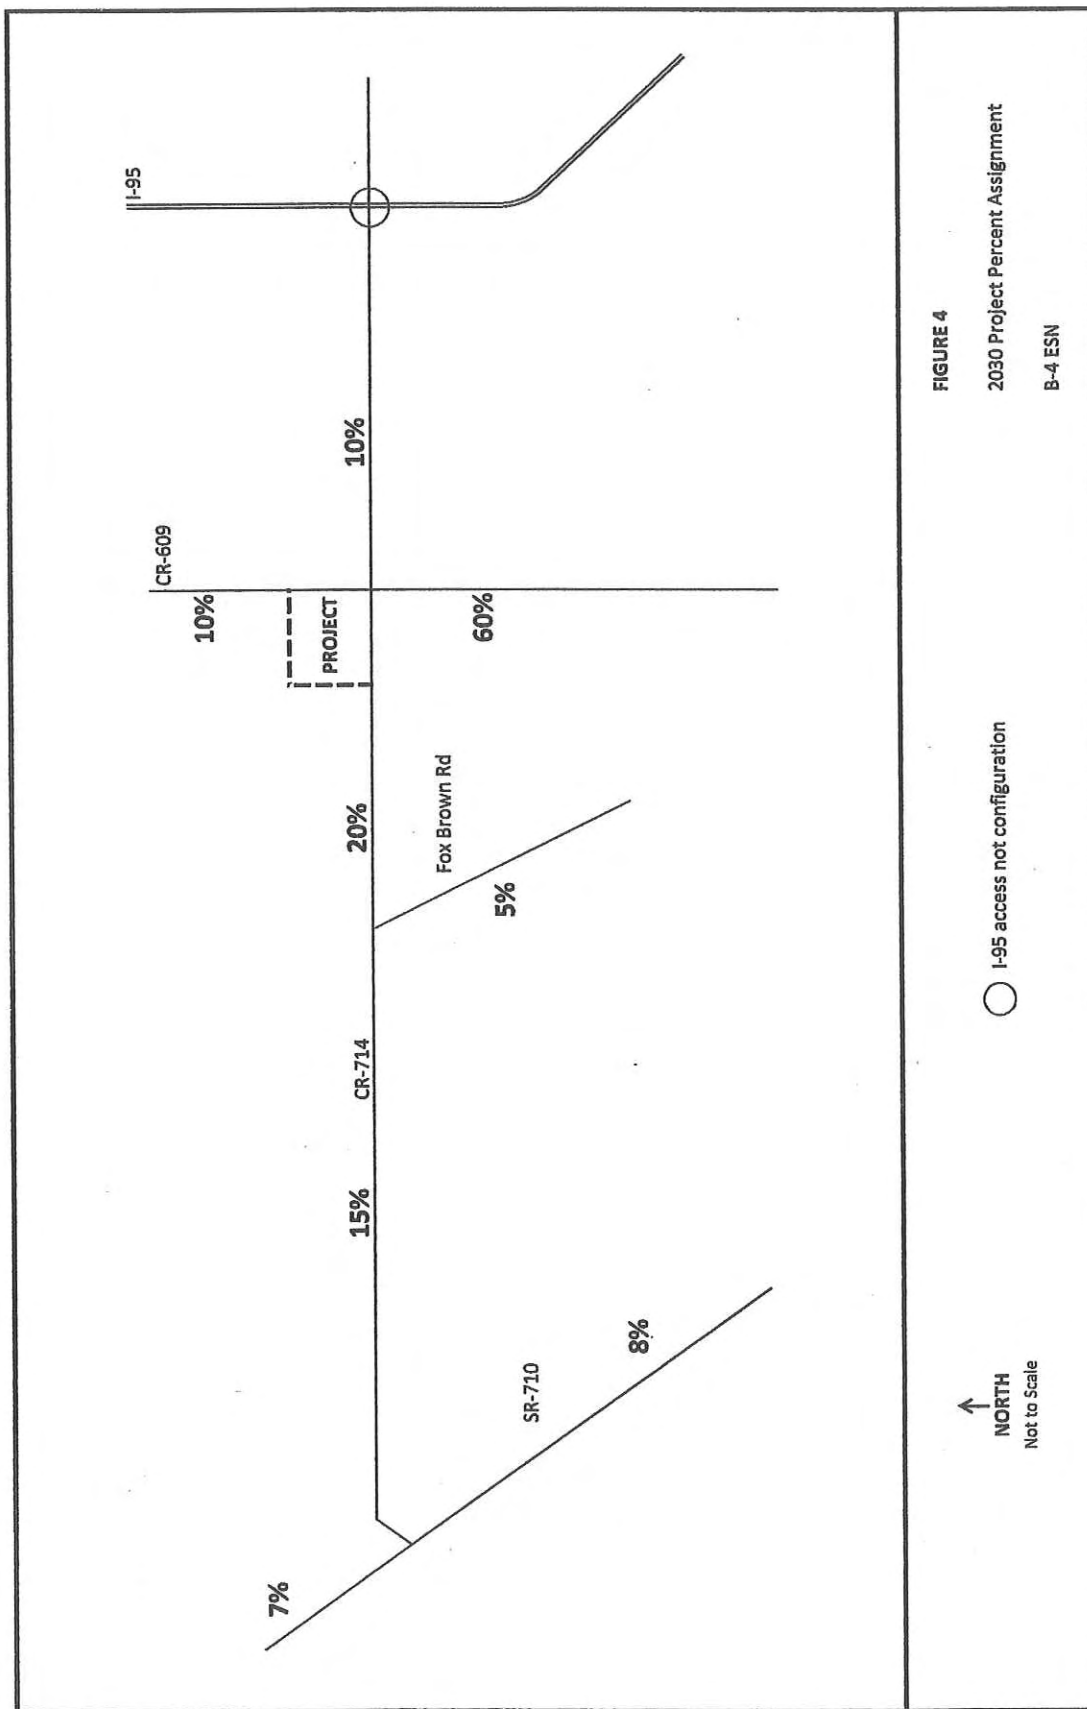 I-95
CR-609
10%
10%
PROJECT
60%
20%
Fox Brown Rd
5%
CR-714
15%
SR-710
8%
7%
FIGURE 4
2030 Project Percent Assignment
B-4 ESN
I-95 access not configuration
NORTH
Not to Scale